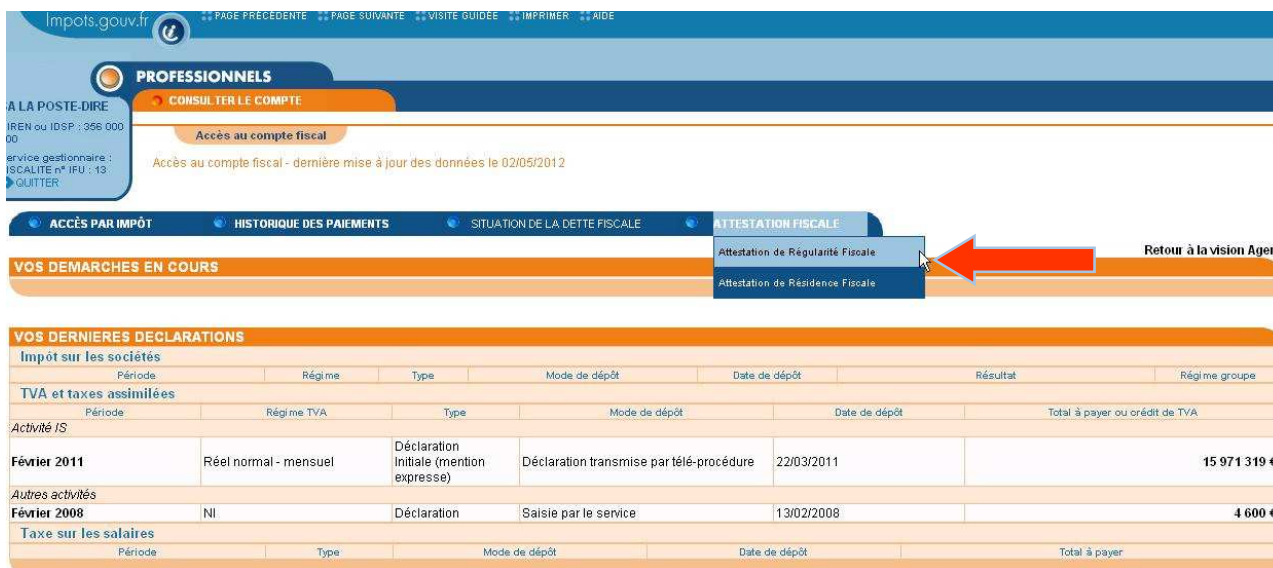 Impots.gouv.fr
PAGE PRÉCÉDENTE PAGE SUIVANTE VISITE GUIDÉE IMPRIMER AIDE
PROFESSIONNELS
CONSULTER LE COMPTE
A LA POSTE-DIRE
IREN ou IDSP : 356 000
00
ervice gestionnaire :
ISCALITE n° IFU : 13
QUITTER
Accès au compte fiscal
Accès au compte fiscal - dernière mise à jour des données le 02/05/2012
ACCÈS PAR IMPÔT HISTORIQUE DES PAIEMENTS SITUATION DE LA DETTE FISCALE ATTESTATION FISCALE
Attestation de Régularité Fiscale
Attestation de Résidence Fiscale
Retour à la vision Agen
VOS DEMARCHES EN COURS
VOS DERNIERES DECLARATIONS
Impôt sur les sociétés
Période Régime Type Mode de dépôt Date de dépôt Résultat Régime groupe
TVA et taxes assimilées
Période Régime TVA Type Mode de dépôt Date de dépôt Total à payer ou crédit de TVA
Activité IS
Février 2011 Réel normal - mensuel Déclaration Initiale (mention expresse) Déclaration transmise par télé-procédure 22/03/2011 15 971 319 €
Autres activités
Février 2008 NI Déclaration Saisie par le service 13/02/2008 4 600 €
Taxe sur les salaires
Période Type Mode de dépôt Date de dépôt Total à payer